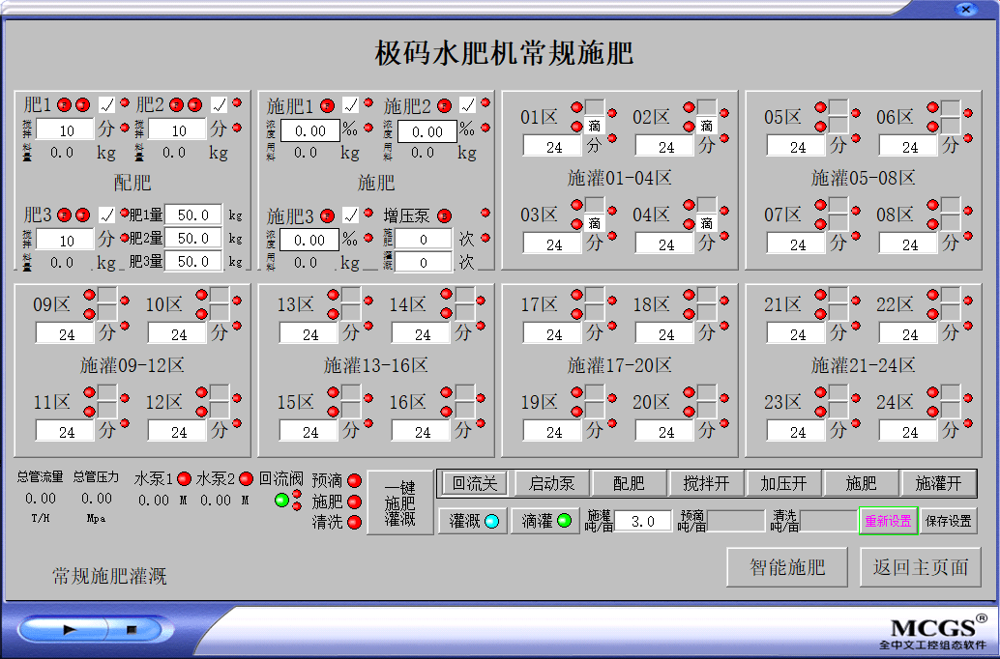 极码水肥机常规施肥
肥1 肥2
搅拌 10 分 搅拌 10 分
料量 0.0 kg 料量 0.0 kg
配肥
肥3 肥1量 50.0 kg
搅拌 10 分 肥2量 50.0 kg
料量 0.0 kg 肥3量 50.0 kg
施肥1 施肥2
浓度 0.00 ‰ 浓度 0.00 ‰
用料 0.0 kg 用料 0.0 kg
施肥
施肥3 增压泵
浓度 0.00 ‰ 施肥 0 次
用料 0.0 kg 灌溉 0 次
01区 滴 02区 滴
24 分 24 分
施灌01-04区
03区 滴 04区 滴
24 分 24 分
05区 06区
24 分 24 分
施灌05-08区
07区 08区
24 分 24 分
09区 10区
24 分 24 分
施灌09-12区
11区 12区
24 分 24 分
13区 14区
24 分 24 分
施灌13-16区
15区 16区
24 分 24 分
17区 18区
24 分 24 分
施灌17-20区
19区 20区
24 分 24 分
21区 22区
24 分 24 分
施灌21-24区
23区 24区
24 分 24 分
总管流量 总管压力 水泵1 水泵2 回流阀
0.00 0.00 0.00 M 0.00 M
T/H Mpa
预滴
施肥
清洗
一键
施肥
灌溉
回流关 启动泵 配肥 搅拌开 加压开 施肥 施灌开
灌溉 滴灌 施灌吨/亩 3.0 预滴吨/亩 清洗吨/亩 重新设置 保存设置
常规施肥灌溉 智能施肥 返回主页面
MCGS®
全中文工控组态软件